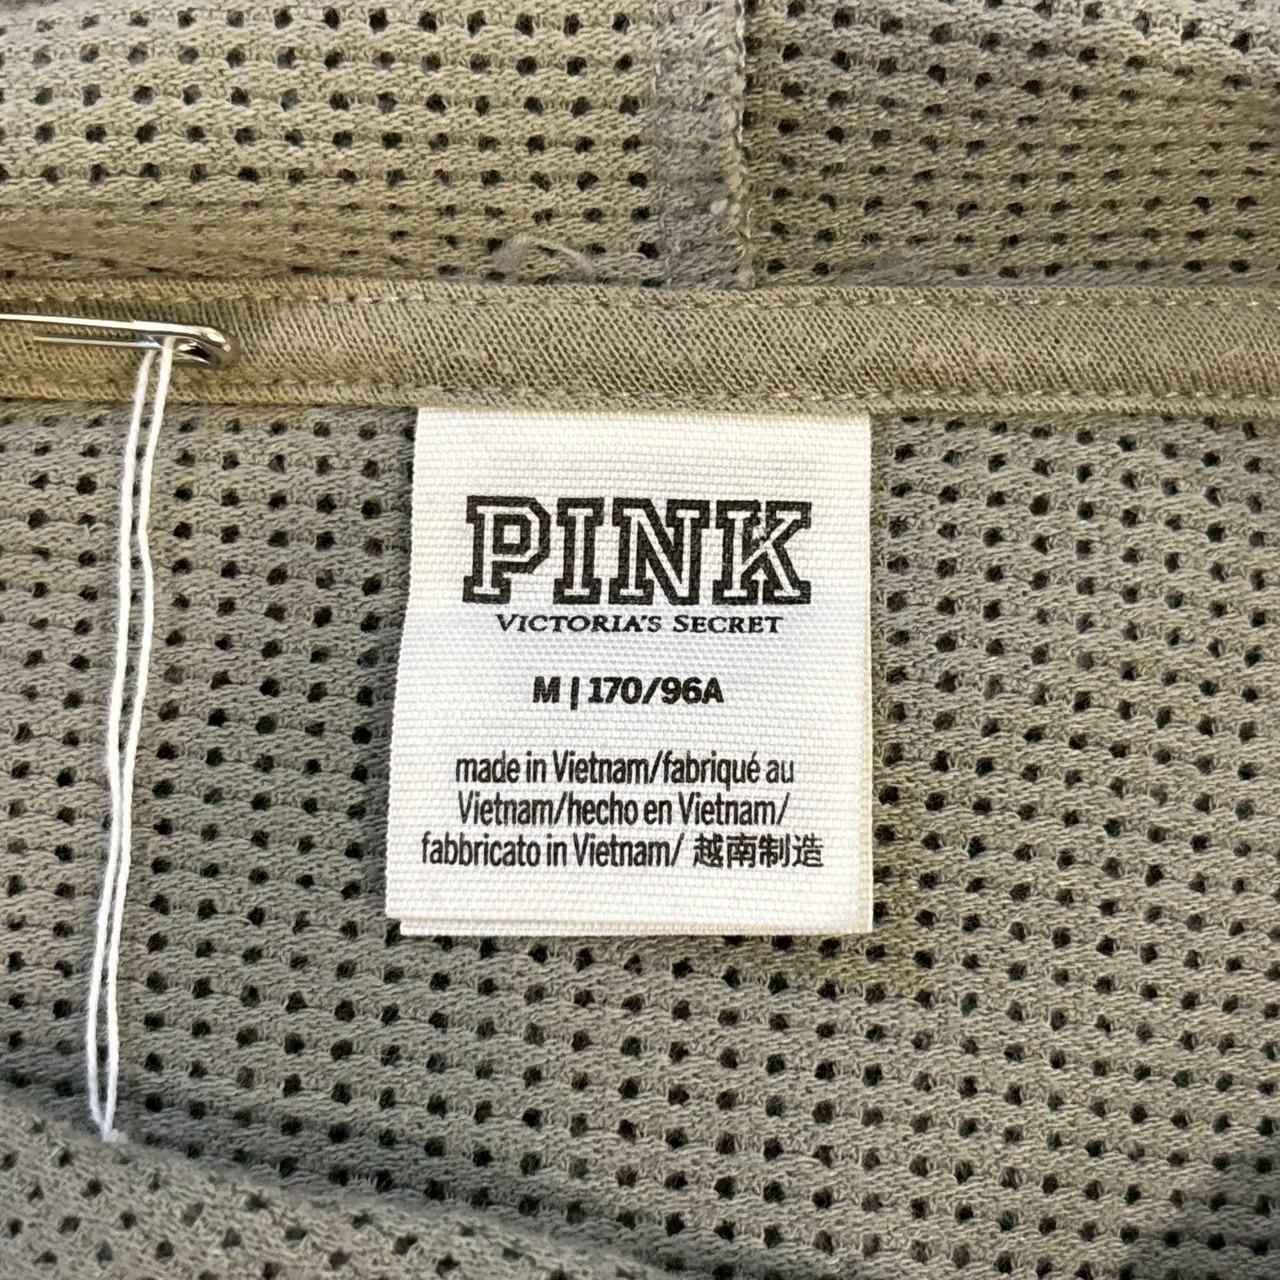 PINK
VICTORIA'S SECRET
M | 170/96A
made in Vietnam/fabriqué au
Vietnam/hecho en Vietnam/
fabbricato in Vietnam/ 越南制造